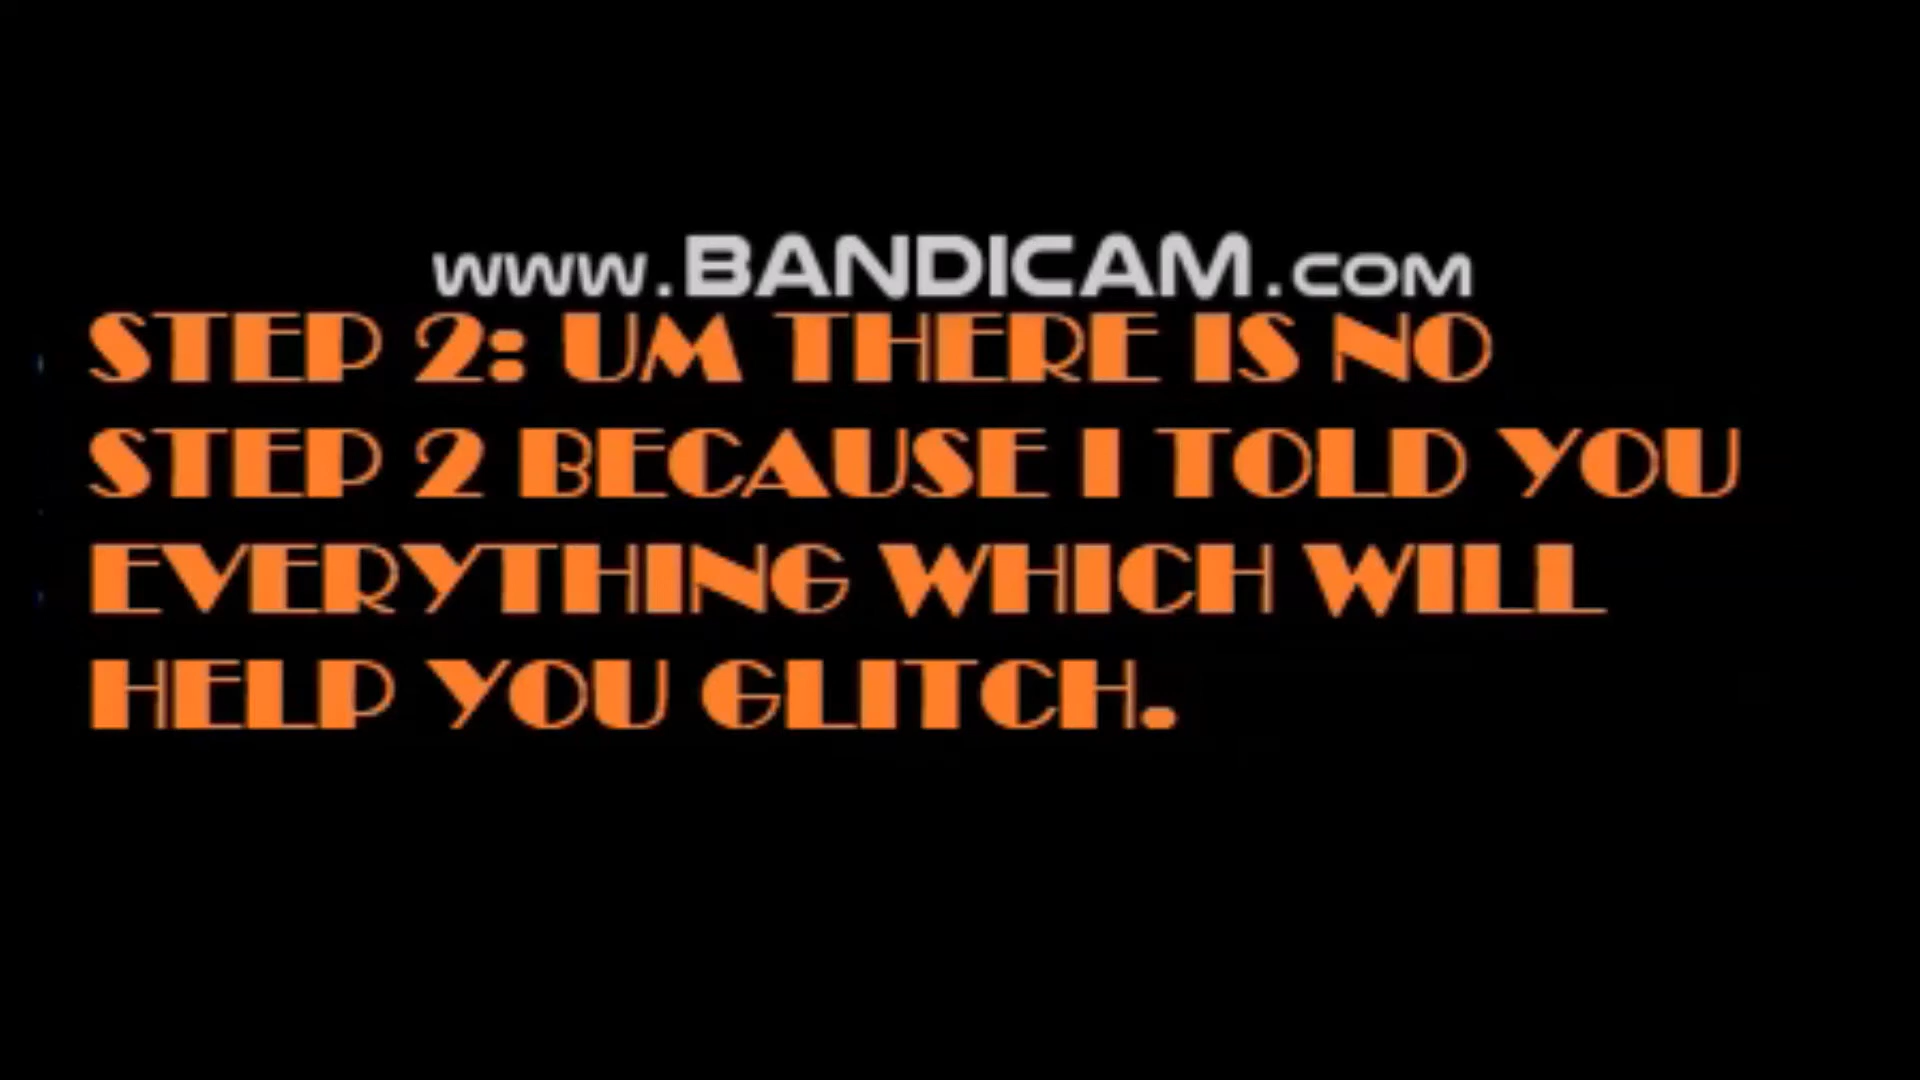 www.BANDICAM.COM
STEP 2: UM THERE IS NO
STEP 2 BECAUSE I TOLD YOU
EVERYTHING WHICH WILL
HELP YOU GLITCH.